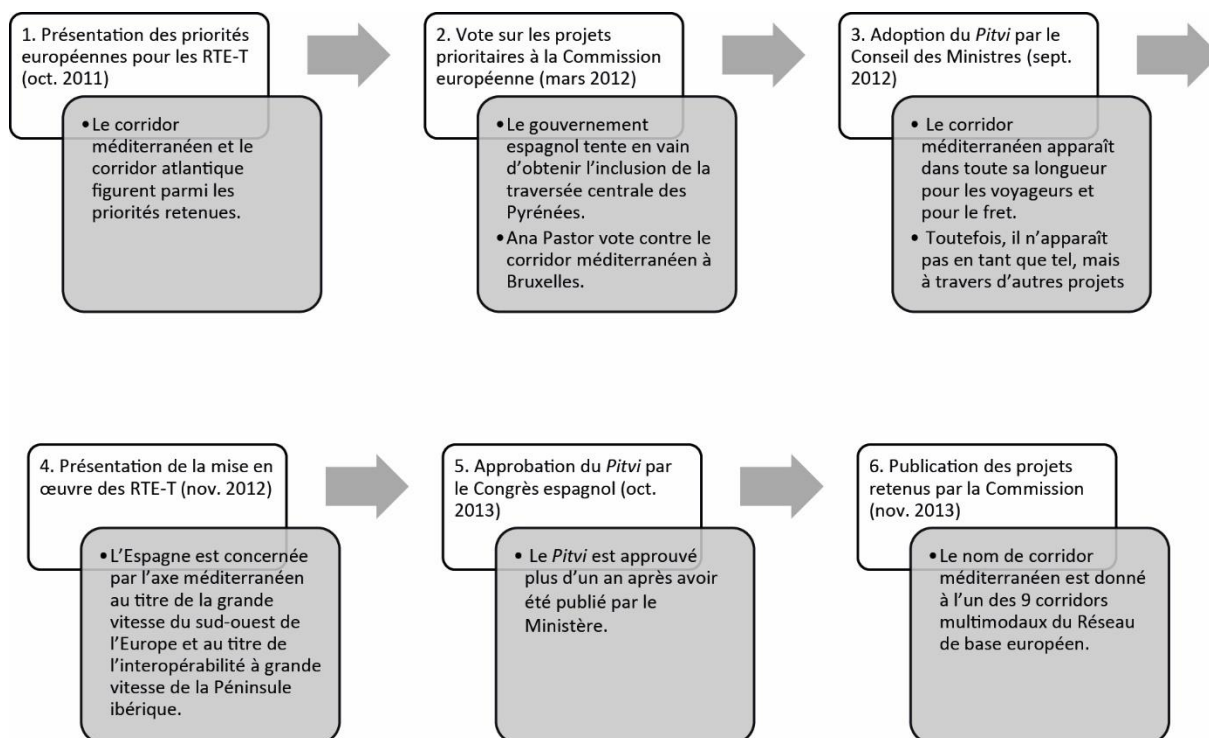 1. Présentation des priorités
européennes pour les RTE-T
(oct. 2011)
•Le corridor
méditerranéen et le
corridor atlantique
figurent parmi les
priorités retenues.
2. Vote sur les projets
prioritaires à la Commission
européenne (mars 2012)
•Le gouvernement
espagnol tente en vain
d'obtenir l'inclusion de la
traversée centrale des
Pyrénées.
•Ana Pastor vote contre le
corridor méditerranéen à
Bruxelles.
3. Adoption du Pitvi par le
Conseil des Ministres (sept.
2012)
• Le corridor
méditerranéen apparaît
dans toute sa longueur
pour les voyageurs et
pour le fret.
• Toutefois, il n'apparaît
pas en tant que tel, mais
à travers d'autres projets
4. Présentation de la mise en
œuvre des RTE-T (nov. 2012)
•L'Espagne est concernée
par l'axe méditerranéen
au titre de la grande
vitesse du sud-ouest de
l'Europe et au titre de
l'interopérabilité à grande
vitesse de la Péninsule
ibérique.
5. Approbation du Pitvi par
le Congrès espagnol (oct.
2013)
• Le Pitvi est approuvé
plus d'un an après avoir
été publié par le
Ministère.
6. Publication des projets
retenus par la Commission
(nov. 2013)
•Le nom de corridor
méditerranéen est donné
à l'un des 9 corridors
multimodaux du Réseau
de base européen.